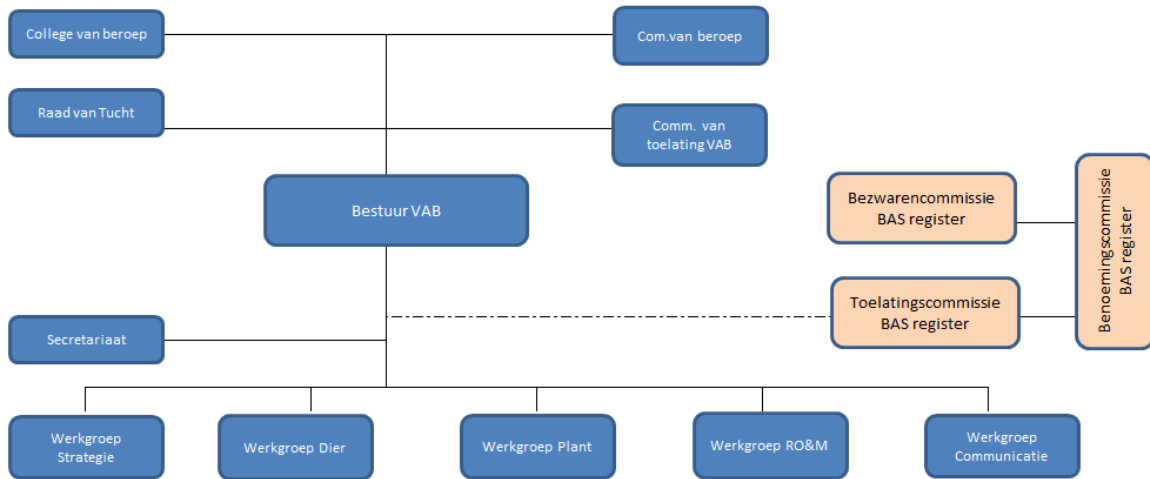 College van beroep
Com.van beroep
Raad van Tucht
Comm. van
toelating VAB
Bestuur VAB
Bezwarencommissie
BAS register
Benoemingscommissie
BAS register
Toelatingscommissie
BAS register
Secretariaat
Werkgroep
Strategie
Werkgroep Dier
Werkgroep Plant
Werkgroep RO&M
Werkgroep
Communicatie